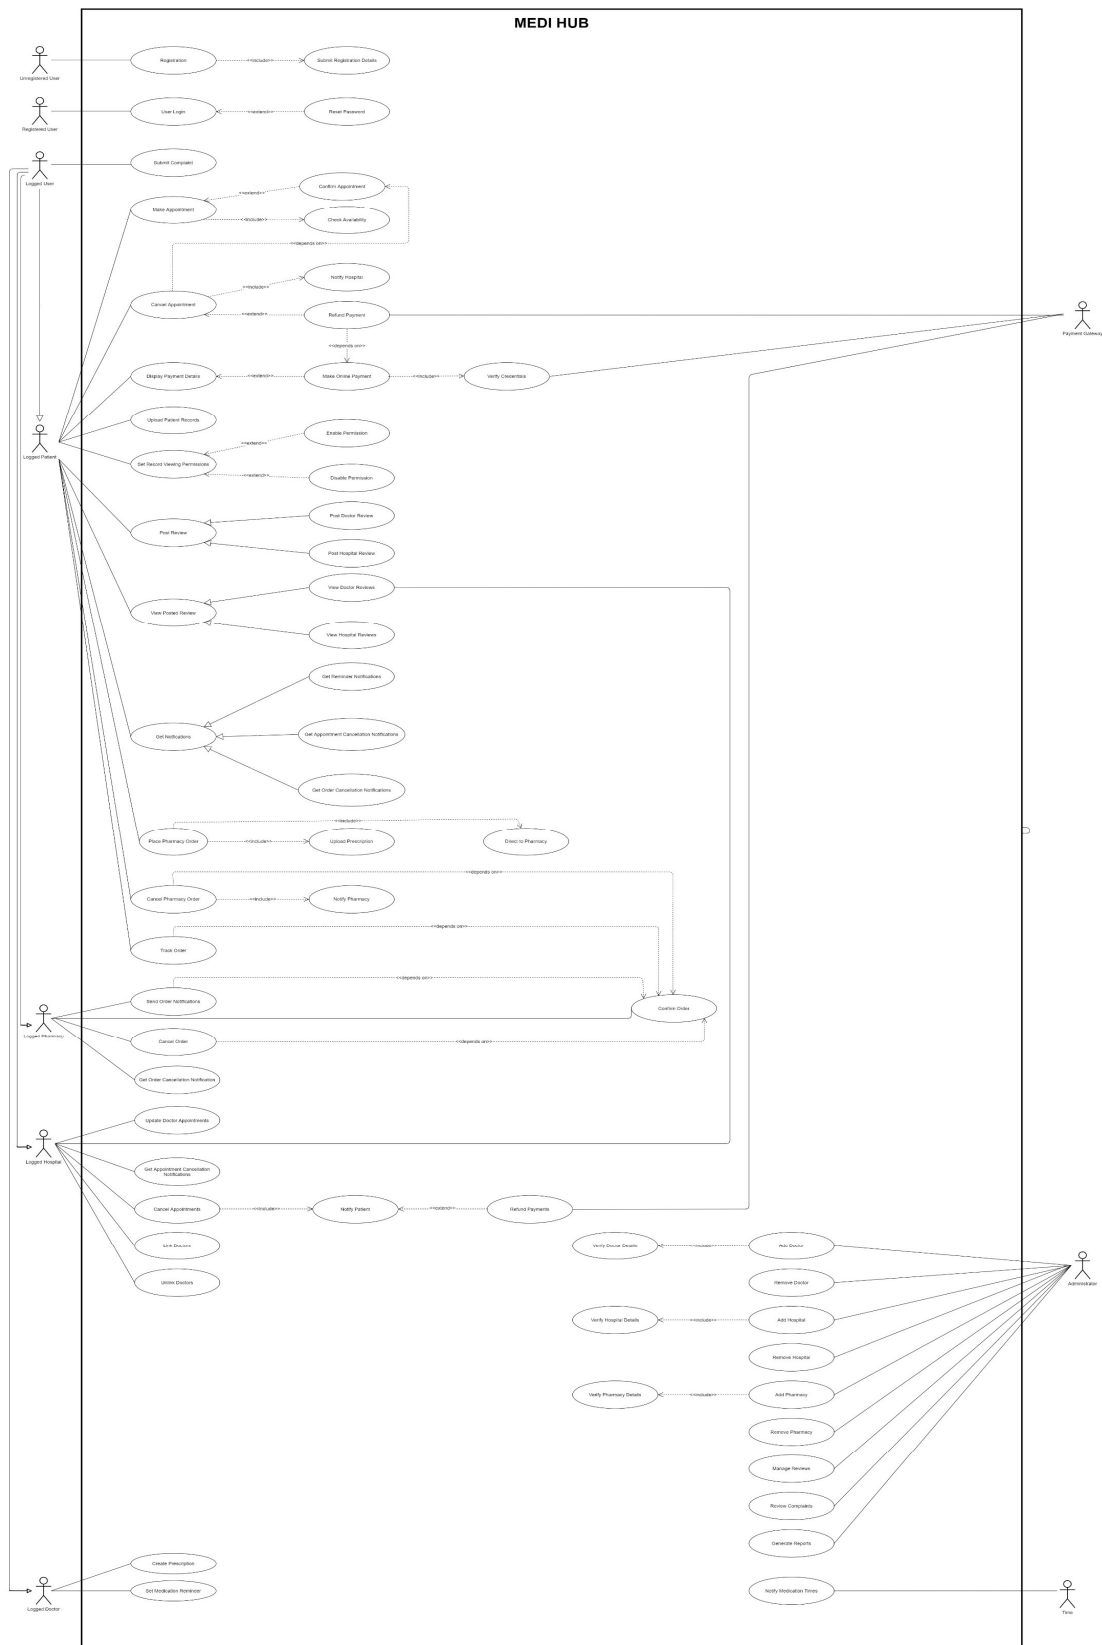 MEDI HUB
Unregistered User
Registration
<<include>>
Submit Registration Details
Registered User
User Login
<<extend>>
Reset Password
Logged User
Submit Complaint
Make Appointment
<<extend>>
Confirm Appointment
<<include>>
Check Availability
<<depends on>>
Cancel Appointment
<<include>>
Notify Hospital
<<extend>>
Refund Payment
Payment Gateway
<<depends on>>
Display Payment Details
<<extend>>
Make Online Payment
<<include>>
Verify Credentials
Upload Patient Records
Logged Patient
Set Record Viewing Permissions
<<extend>>
Enable Permission
<<extend>>
Disable Permission
Post Review
Post Doctor Review
Post Hospital Review
View Posted Review
View Doctor Reviews
View Hospital Reviews
Get Notifications
Get Reminder Notifications
Get Appointment Cancellation Notifications
Get Order Cancellation Notifications
Place Pharmacy Order
<<include>>
<<include>>
Upload Prescription
Direct to Pharmacy
Cancel Pharmacy Order
<<depends on>>
<<include>>
Notify Pharmacy
Track Order
<<depends on>>
Send Order Notifications
<<depends on>>
Confirm Order
Logged Pharmacy
Cancel Order
<<depends on>>
Get Order Cancellation Notification
Update Doctor Appointments
Logged Hospital
Get Appointment Cancellation
Notifications
Cancel Appointments
<<include>>
Notify Patient
<<extend>>
Refund Payments
Link Doctors
Unlink Doctors
Verify Doctor Details
<<include>>
Add Doctor
Administrator
Remove Doctor
Verify Hospital Details
<<include>>
Add Hospital
Remove Hospital
Verify Pharmacy Details
<<include>>
Add Pharmacy
Remove Pharmacy
Manage Reviews
Review Complaints
Generate Reports
Create Prescription
Logged Doctor
Set Medication Reminder
Notify Medication Times
Time